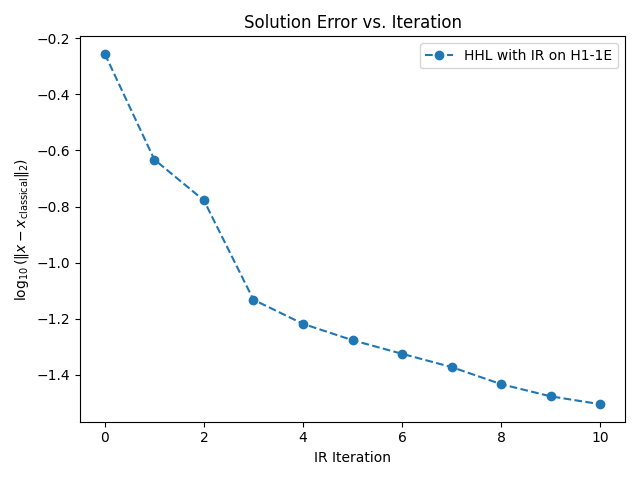 Solution Error vs. Iteration
HHL with IR on H1-1E
−0.2
−0.4
−0.6
−0.8
−1.0
−1.2
−1.4
log₁₀(‖x − x_classical‖₂)
0 2 4 6 8 10
IR Iteration